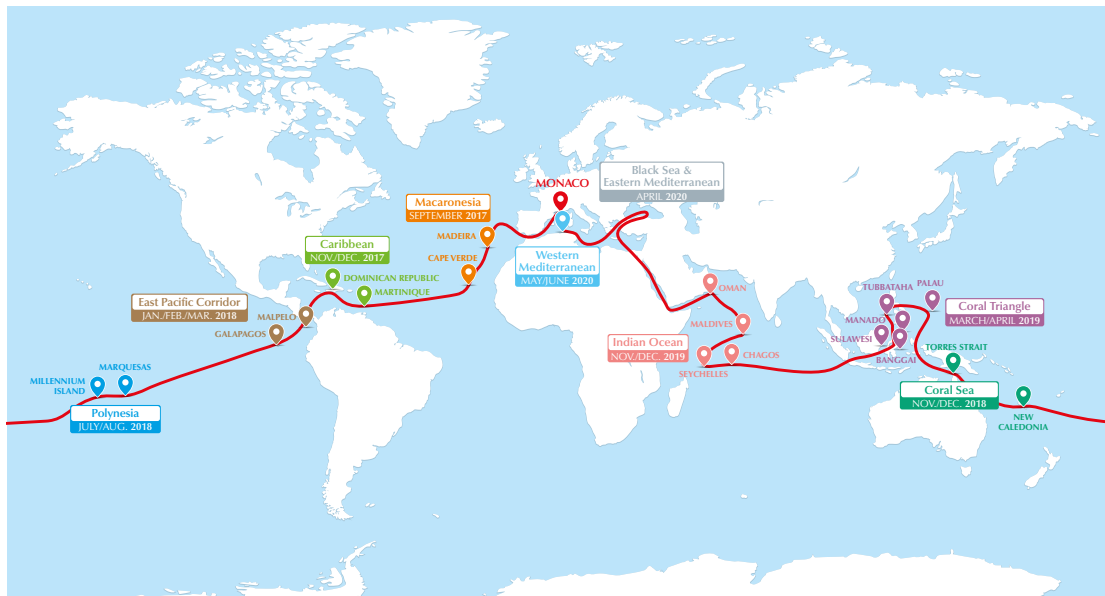 MONACO
Black Sea &
Eastern Mediterranean
APRIL 2020
Macaronesia
SEPTEMBER 2017
MADEIRA
CAPE VERDE
Western
Mediterranean
MAY/JUNE 2020
Caribbean
NOV/DEC. 2017
DOMINICAN REPUBLIC
MARTINIQUE
East Pacific Corridor
JAN./FEB./MAR. 2018
MALPELO
GALAPAGOS
MARQUESAS
MILLENNIUM
ISLAND
Polynesia
JULY/AUG. 2018
OMAN
MALDIVES
Indian Ocean
NOV./DEC. 2019
CHAGOS
SEYCHELLES
TUBBATAHA
PALAU
Coral Triangle
MARCH/APRIL 2019
MANADO
SULAWESI
BANGGAI
TORRES STRAIT
Coral Sea
NOV./DEC. 2018
NEW
CALEDONIA